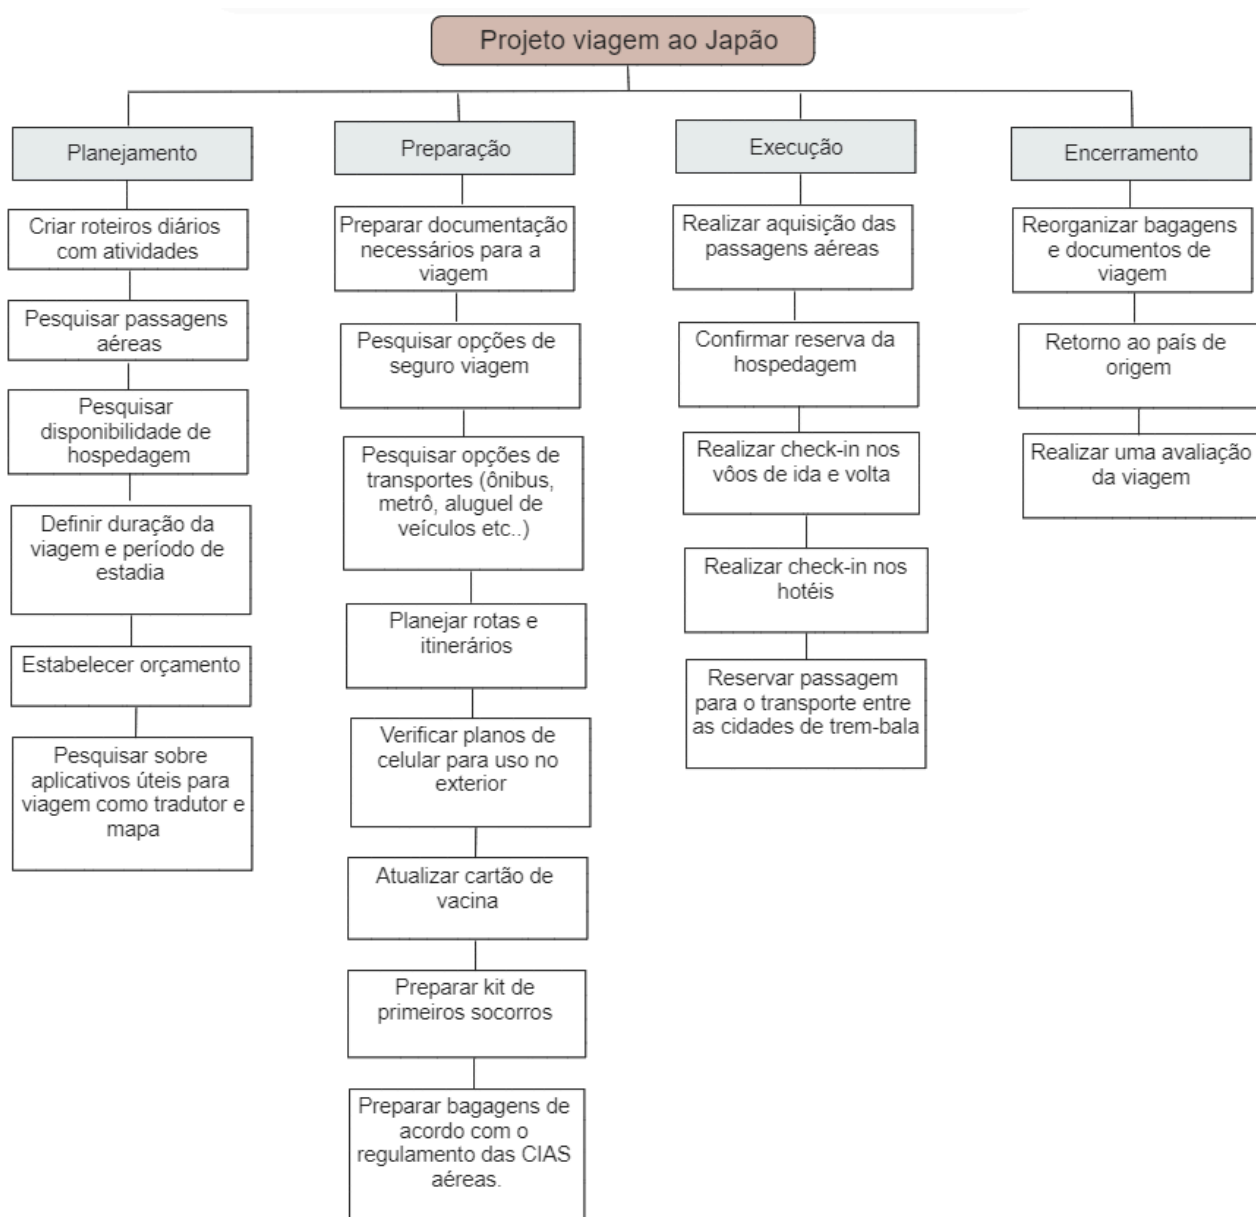 Projeto viagem ao Japão
Planejamento
Criar roteiros diários
com atividades
Pesquisar passagens
aéreas
Pesquisar
disponibilidade de
hospedagem
Definir duração da
viagem e período de
estadia
Estabelecer orçamento
Pesquisar sobre
aplicativos úteis para
viagem como tradutor e
mapa
Preparação
Preparar documentação
necessários para a
viagem
Pesquisar opções de
seguro viagem
Pesquisar opções de
transportes (ônibus,
metrô, aluguel de
veículos etc..)
Planejar rotas e
itinerários
Verificar planos de
celular para uso no
exterior
Atualizar cartão de
vacina
Preparar kit de
primeiros socorros
Preparar bagagens de
acordo com o
regulamento das CIAS
aéreas.
Execução
Realizar aquisição das
passagens aéreas
Confirmar reserva da
hospedagem
Realizar check-in nos
vôos de ida e volta
Realizar check-in nos
hotéis
Reservar passagem
para o transporte entre
as cidades de trem-bala
Encerramento
Reorganizar bagagens
e documentos de
viagem
Retorno ao país de
origem
Realizar uma avaliação
da viagem